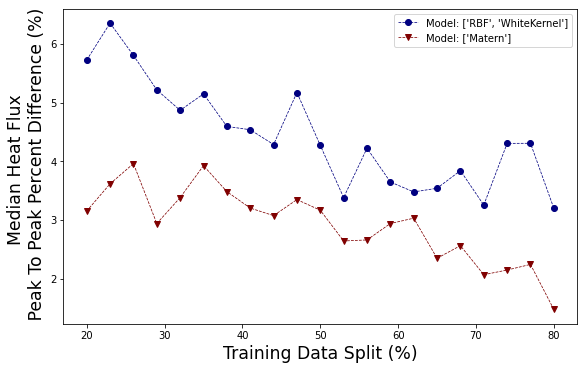 Model: ['RBF', 'WhiteKernel']
Model: ['Matern']
Median Heat Flux
Peak To Peak Percent Difference (%)
6
5
4
3
2
20 30 40 50 60 70 80
Training Data Split (%)